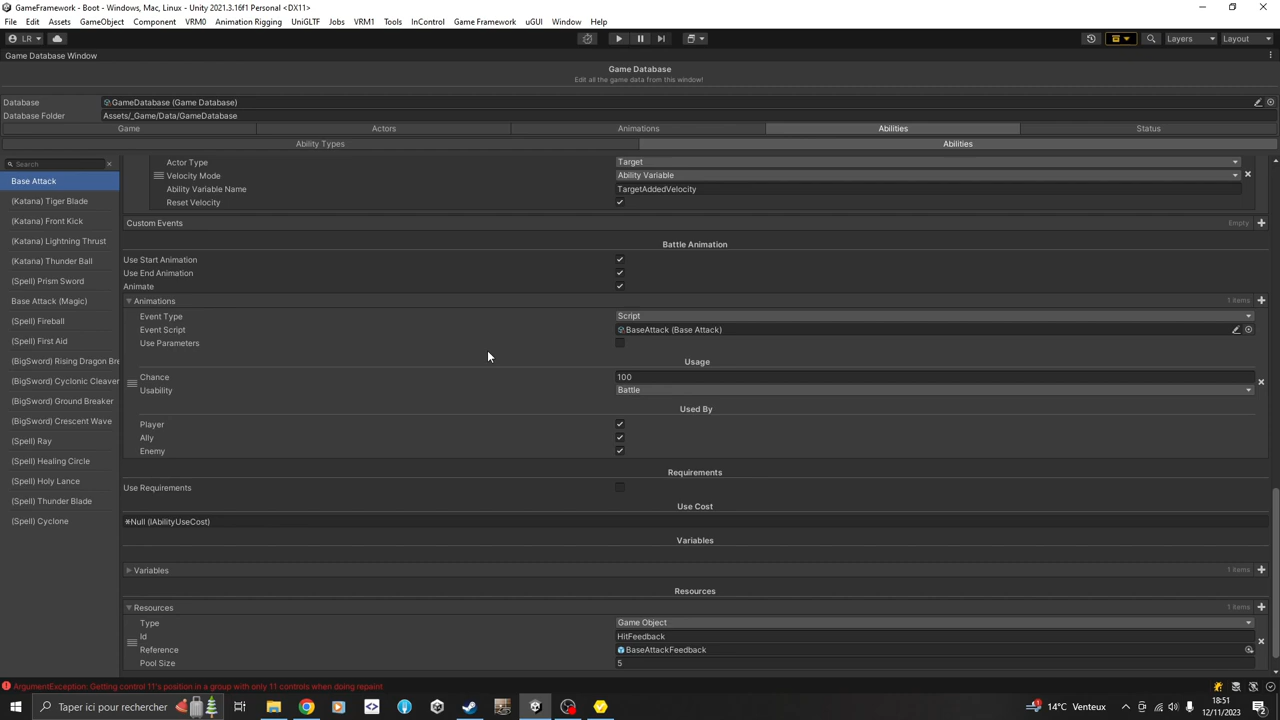 GameFramework - Boot - Windows, Mac, Linux - Unity 2021.3.16f1 Personal <DX11>
File Edit Assets GameObject Component VRM0 Animation Rigging UniGLTF Jobs VRM1 Tools InControl Game Framework uGUI Window Help
LR Layers Layout
Game Database Window
Game Database
Edit all the game data from this window!
Database GameDatabase (Game Database)
Database Folder Assets/_Game/Data/GameDatabase
Game Actors Animations Abilities Status
Ability Types Abilities
Search
Base Attack
(Katana) Tiger Blade
(Katana) Front Kick
(Katana) Lightning Thrust
(Katana) Thunder Ball
(Spell) Prism Sword
Base Attack (Magic)
(Spell) Fireball
(Spell) First Aid
(BigSword) Rising Dragon Bre
(BigSword) Cyclonic Cleaver
(BigSword) Ground Breaker
(BigSword) Crescent Wave
(Spell) Ray
(Spell) Healing Circle
(Spell) Holy Lance
(Spell) Thunder Blade
(Spell) Cyclone
Actor Type Target
Velocity Mode Ability Variable
Ability Variable Name TargetAddedVelocity
Reset Velocity
Custom Events Empty
Battle Animation
Use Start Animation
Use End Animation
Animate
Animations 1 items
Event Type Script
Event Script BaseAttack (Base Attack)
Use Parameters
Usage
Chance 100
Usability Battle
Used By
Player
Ally
Enemy
Requirements
Use Requirements
Use Cost
Null (IAbilityUseCost)
Variables
Variables 1 items
Resources
Resources 1 items
Type Game Object
Id HitFeedback
Reference BaseAttackFeedback
Pool Size 5
ArgumentException: Getting control 11's position in a group with only 11 controls when doing repaint
Taper ici pour rechercher
14°C Venteux
18:51
12/11/2023